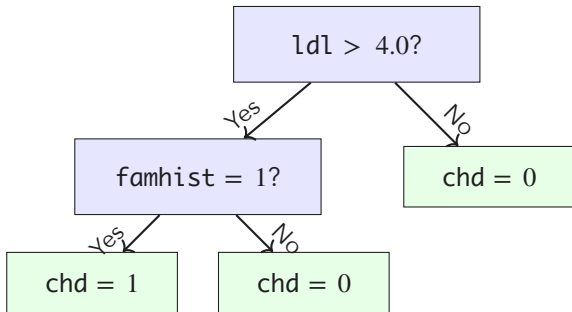 ldl > 4.0?
Yes
No
famhist = 1?
chd = 0
Yes
No
chd = 1
chd = 0